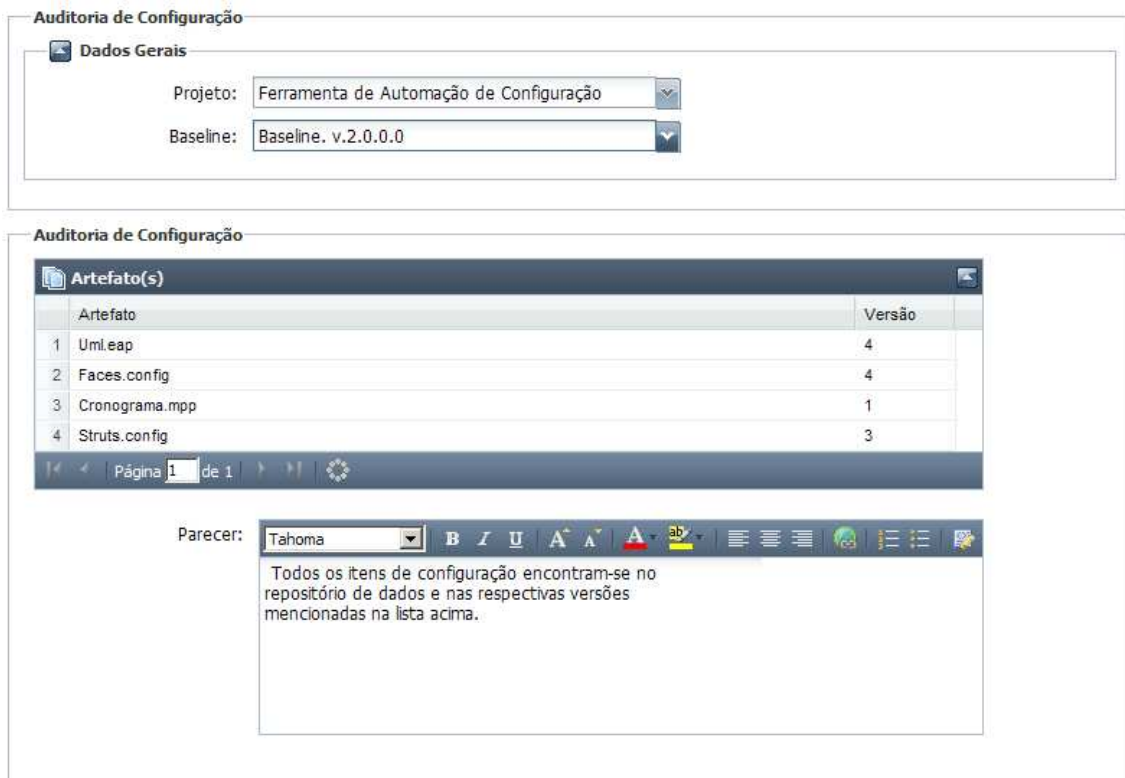 Auditoria de Configuração
Dados Gerais
Projeto: Ferramenta de Automação de Configuração
Baseline: Baseline. v.2.0.0.0
Auditoria de Configuração
Artefato(s)
Artefato Versão
1 Uml.eap 4
2 Faces.config 4
3 Cronograma.mpp 1
4 Struts.config 3
Página 1 de 1
Parecer: Tahoma B I U A A A ab
Todos os itens de configuração encontram-se no
repositório de dados e nas respectivas versões
mencionadas na lista acima.